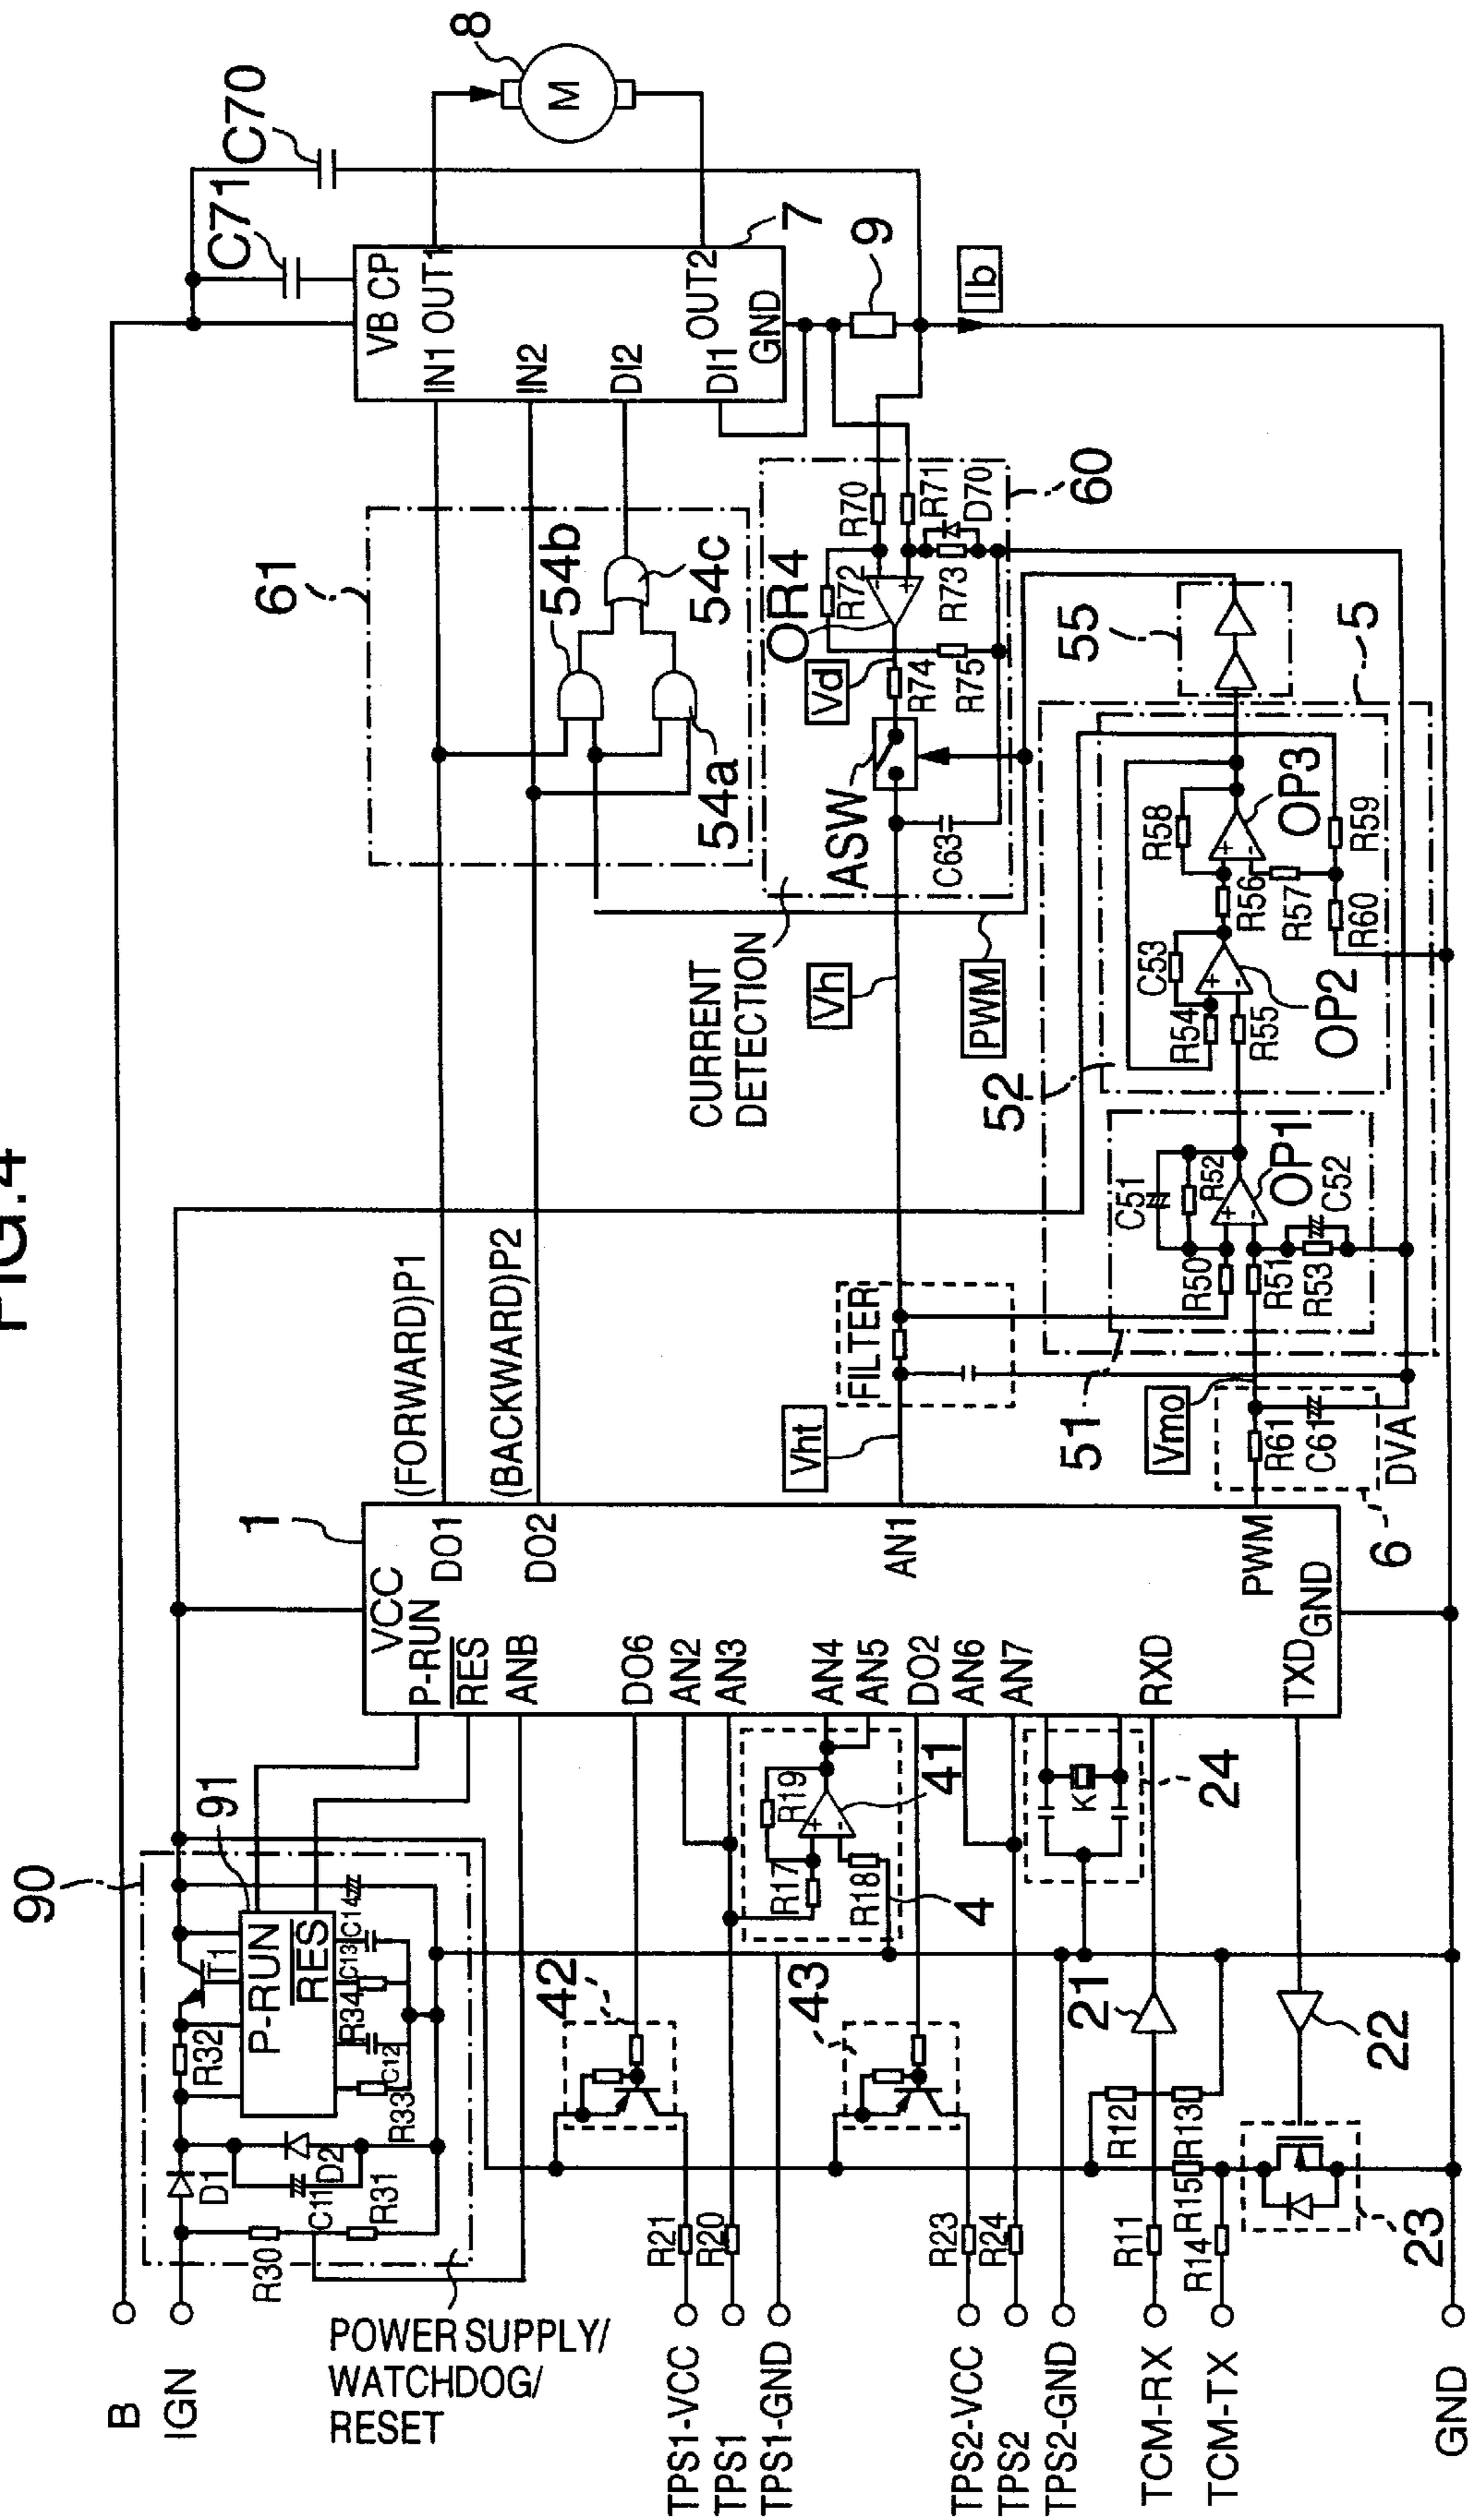 FIG.4
B
IGN
90
91
P-RUN
RES
D1
D2
R32
T1
C11
R30
R31
R33
C12
R34
C13
C14
POWER SUPPLY/
WATCHDOG/
RESET
TPS1-VCC
TPS1
TPS1-GND
TPS2-VCC
TPS2
TPS2-GND
TCM-RX
TCM-TX
GND
R21
R20
R23
R24
R11
R14
R15
R12
R13
42
43
21
22
23
R17
R18
R19
41
4
K
24
1
VCC
P-RUN
RES
ANB
DO6
AN2
AN3
AN4
AN5
DO2
AN6
AN7
RXD
TXD
GND
DO1
DO2
AN1
PWM
(FORWARD)P1
(BACKWARD)P2
Vht
FILTER
Vmo
R61
C61
DVA
6
51
R50
R51
C51
R52
OP1
R53
C52
52
R54
R55
C53
OP2
R56
R57
R58
OP3
R59
R60
5
55
CURRENT
DETECTION
Vh
PWM
ASW
C63
Vd
R74
R75
OR4
R72
R73
R70
R71
D70
60
61
54a
54b
54c
VB
CP
IN1
OUT1
IN2
DI2
DI1
OUT2
GND
7
C71
C70
8
M
9
Ib